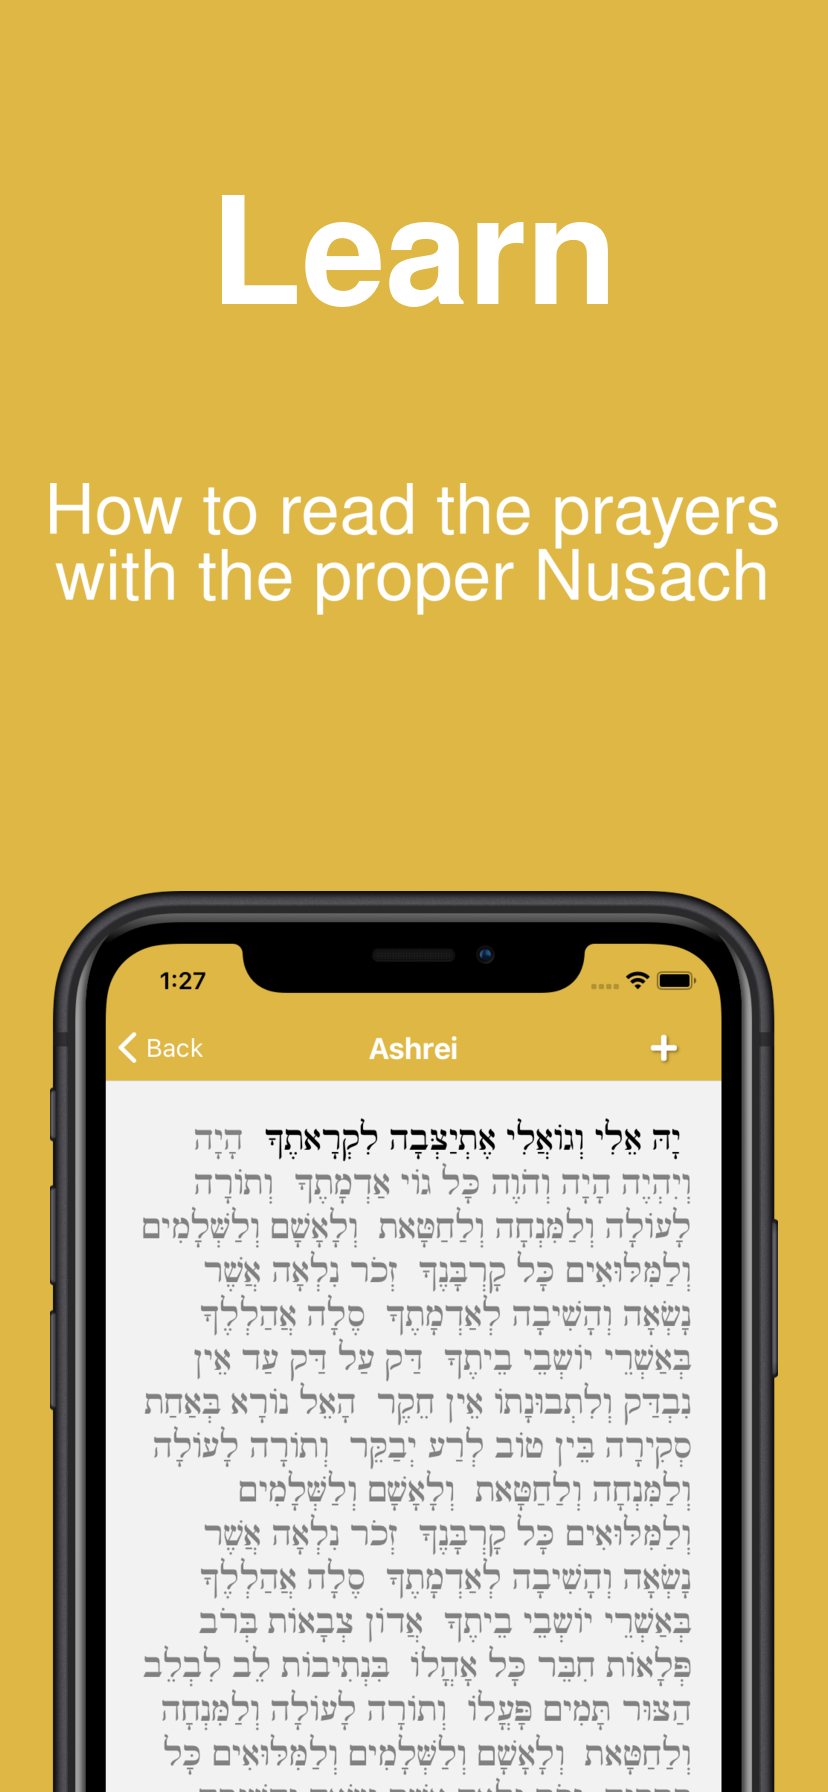 Learn
How to read the prayers
with the proper Nusach
1:27
Back
Ashrei
יָהּ אֵלִי וְגוֹאֲלִי אֶתְיַצְּבָה לִקְרָאתֶךָ הָיָה
וְיִהְיֶה הָיָה וְהֹוֶה כָּל גּוֹי אַדְמָתֶךָ וְתוֹרָה
לָעוֹלָה וְלַמִּנְחָה וְלַחַטָּאת וְלָאָשָׁם וְלַשְּׁלָמִים
וְלַמִּלּוּאִים כָּל קָרְבָּנֶךָ זְכֹר נִלְאָה אֲשֶׁר
נָשְׂאָה וְהָשִׁיבָה לְאַדְמָתֶךָ סֶלָה אֲהַלְלֶךָּ
בְּאַשְׁרֵי יוֹשְׁבֵי בֵיתֶךָ דַּק עַל דַּק עַד אֵין
נִבְדַּק וְלִתְבוּנָתוֹ אֵין חֵקֶר הָאֵל נוֹרָא בְּאַחַת
סְקִירָה בֵּין טוֹב לְרַע יְבַקֵּר וְתוֹרָה לָעוֹלָה
וְלַמִּנְחָה וְלַחַטָּאת וְלָאָשָׁם וְלַשְּׁלָמִים
וְלַמִּלּוּאִים כָּל קָרְבָּנֶךָ זְכֹר נִלְאָה אֲשֶׁר
נָשְׂאָה וְהָשִׁיבָה לְאַדְמָתֶךָ סֶלָה אֲהַלְלֶךָּ
בְּאַשְׁרֵי יוֹשְׁבֵי בֵיתֶךָ אֲדוֹן צְבָאוֹת בְּרֹב
פְּלָאוֹת חִבֵּר כָּל אָהֳלוֹ בִּנְתִיבוֹת לֵב לִבְלֵב
הַצּוּר תָּמִים פָּעֳלוֹ וְתוֹרָה לָעוֹלָה וְלַמִּנְחָה
וְלַחַטָּאת וְלָאָשָׁם וְלַשְּׁלָמִים וְלַמִּלּוּאִים כָּל